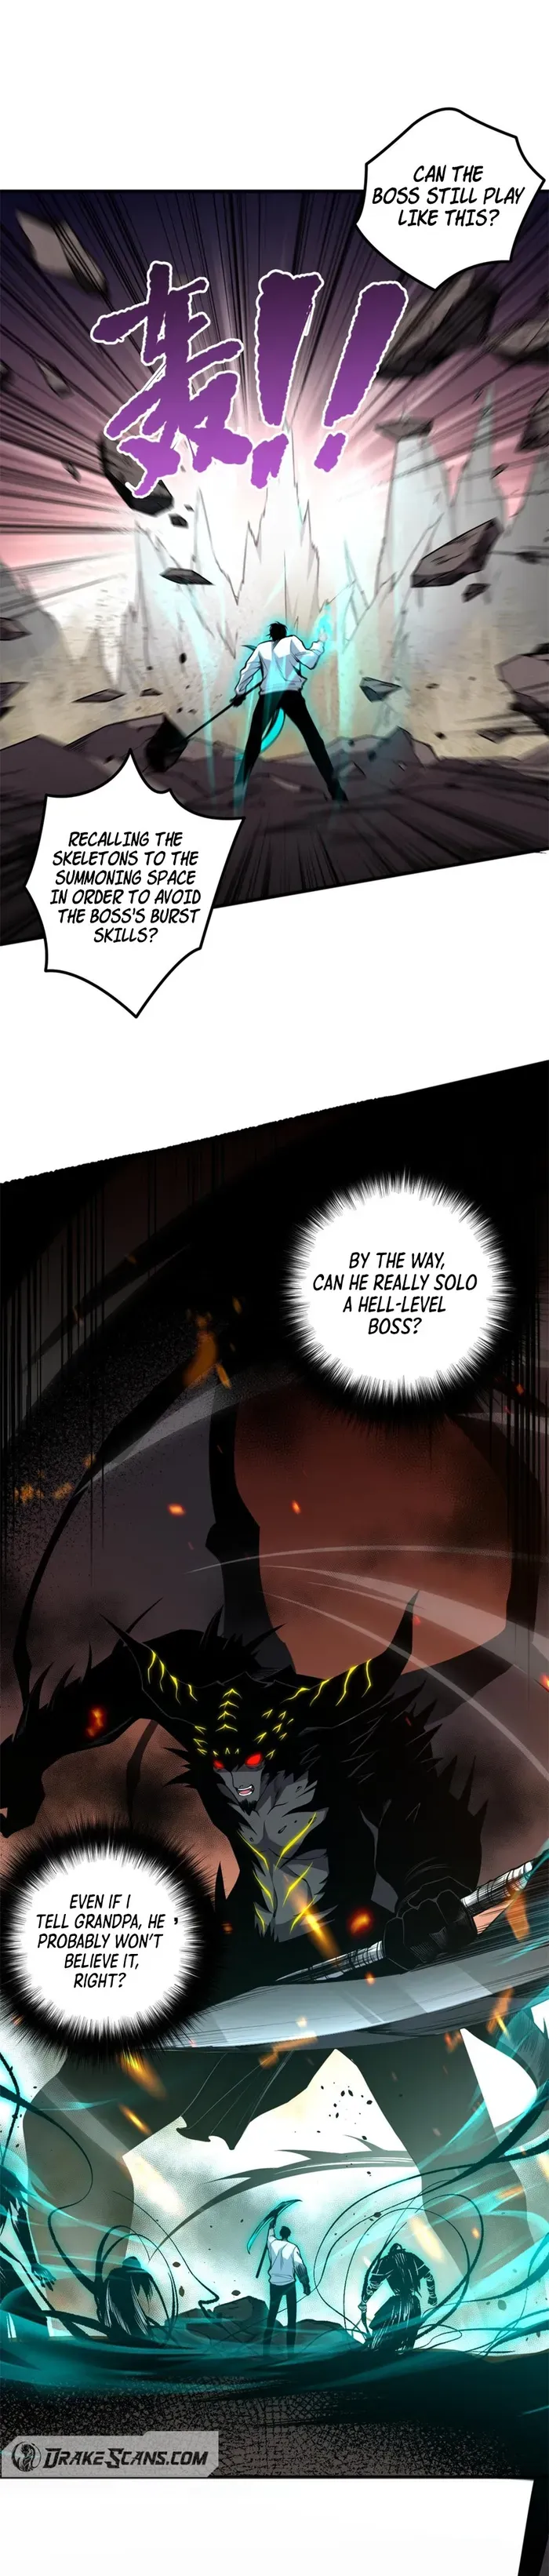 CAN THE
BOSS STILL PLAY
LIKE THIS?
轰!!
RECALLING THE
SKELETONS TO THE
SUMMONING SPACE
IN ORDER TO AVOID
THE BOSS'S BURST
SKILLS?
BY THE WAY,
CAN HE REALLY SOLO
A HELL-LEVEL
BOSS?
EVEN IF I
TELL GRANDPA, HE
PROBABLY WON'T
BELIEVE IT,
RIGHT?
DRAKESCANS.COM